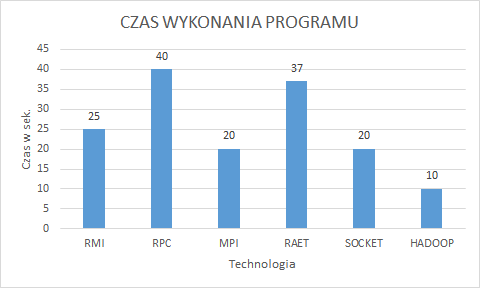 CZAS WYKONANIA PROGRAMU
Czas w sek.
45
40
35
30
25
20
15
10
5
0
25
40
20
37
20
10
RMI
RPC
MPI
RAET
SOCKET
HADOOP
Technologia